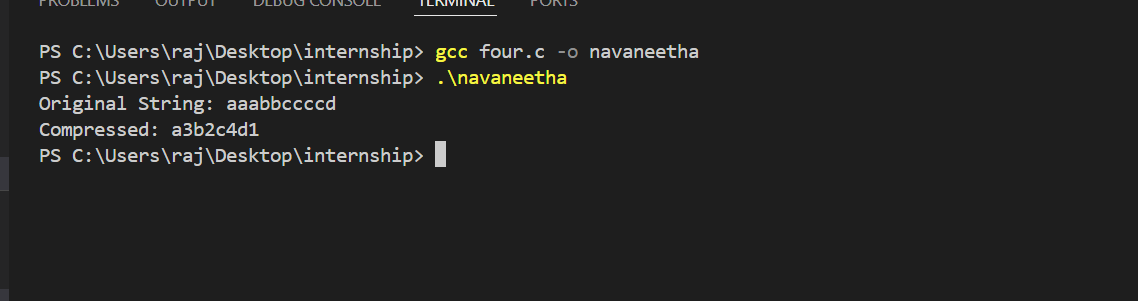 PROBLEMS OUTPUT DEBUG CONSOLE TERMINAL PORTS
PS C:\Users\raj\Desktop\internship> gcc four.c -o navaneetha
PS C:\Users\raj\Desktop\internship> .\navaneetha
Original String: aaabbccccd
Compressed: a3b2c4d1
PS C:\Users\raj\Desktop\internship>